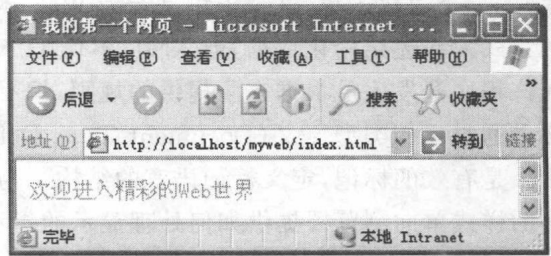 我的第一个网页 - Microsoft Internet ...
文件(F) 编辑(E) 查看(V) 收藏(A) 工具(T) 帮助(H)
后退 搜索 收藏夹 »
地址(D) http://localhost/myweb/index.html 转到 链接
欢迎进入精彩的Web世界
完毕 本地 Intranet